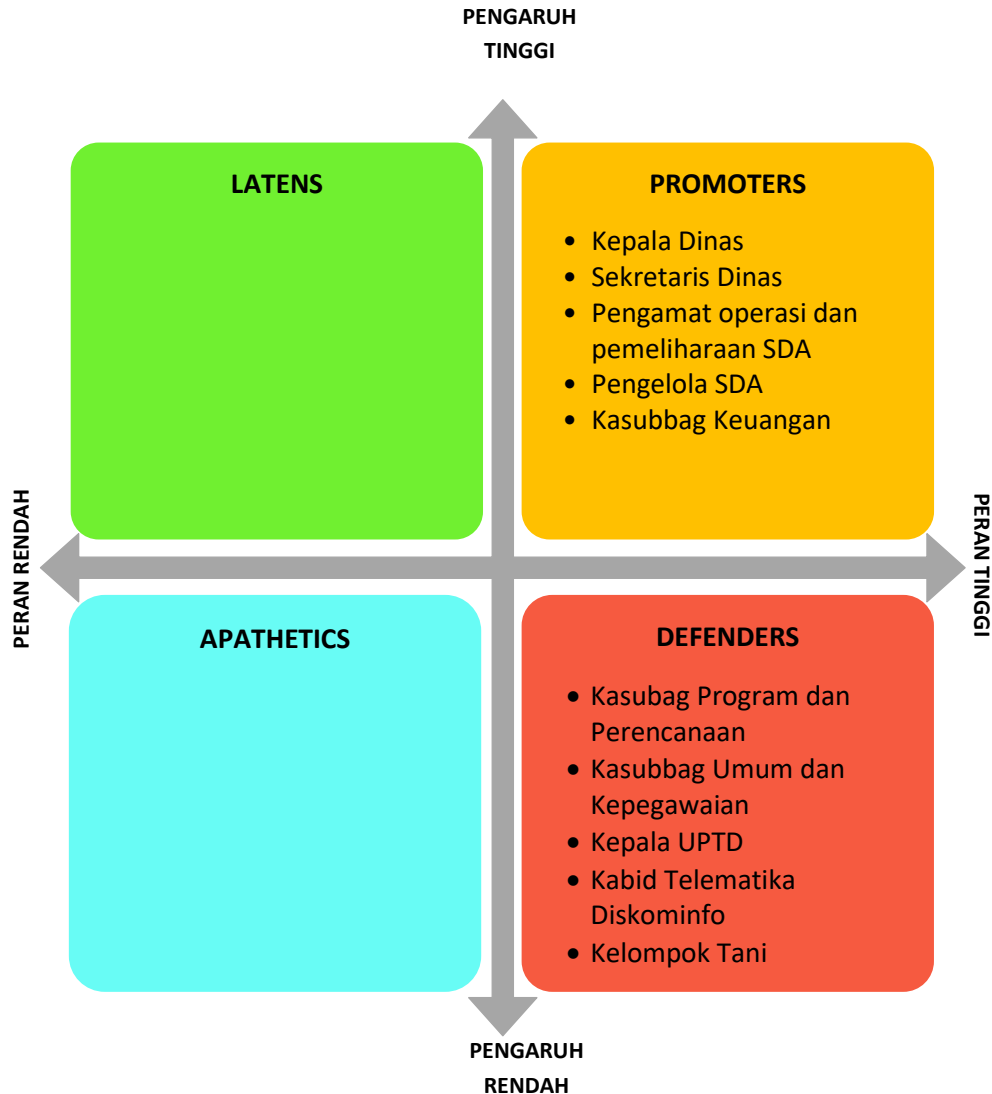 PENGARUH
TINGGI
LATENS
PROMOTERS
• Kepala Dinas
• Sekretaris Dinas
• Pengamat operasi dan
pemeliharaan SDA
• Pengelola SDA
• Kasubbag Keuangan
PERAN RENDAH
PERAN TINGGI
APATHETICS
DEFENDERS
• Kasubag Program dan
Perencanaan
• Kasubbag Umum dan
Kepegawaian
• Kepala UPTD
• Kabid Telematika
Diskominfo
• Kelompok Tani
PENGARUH
RENDAH